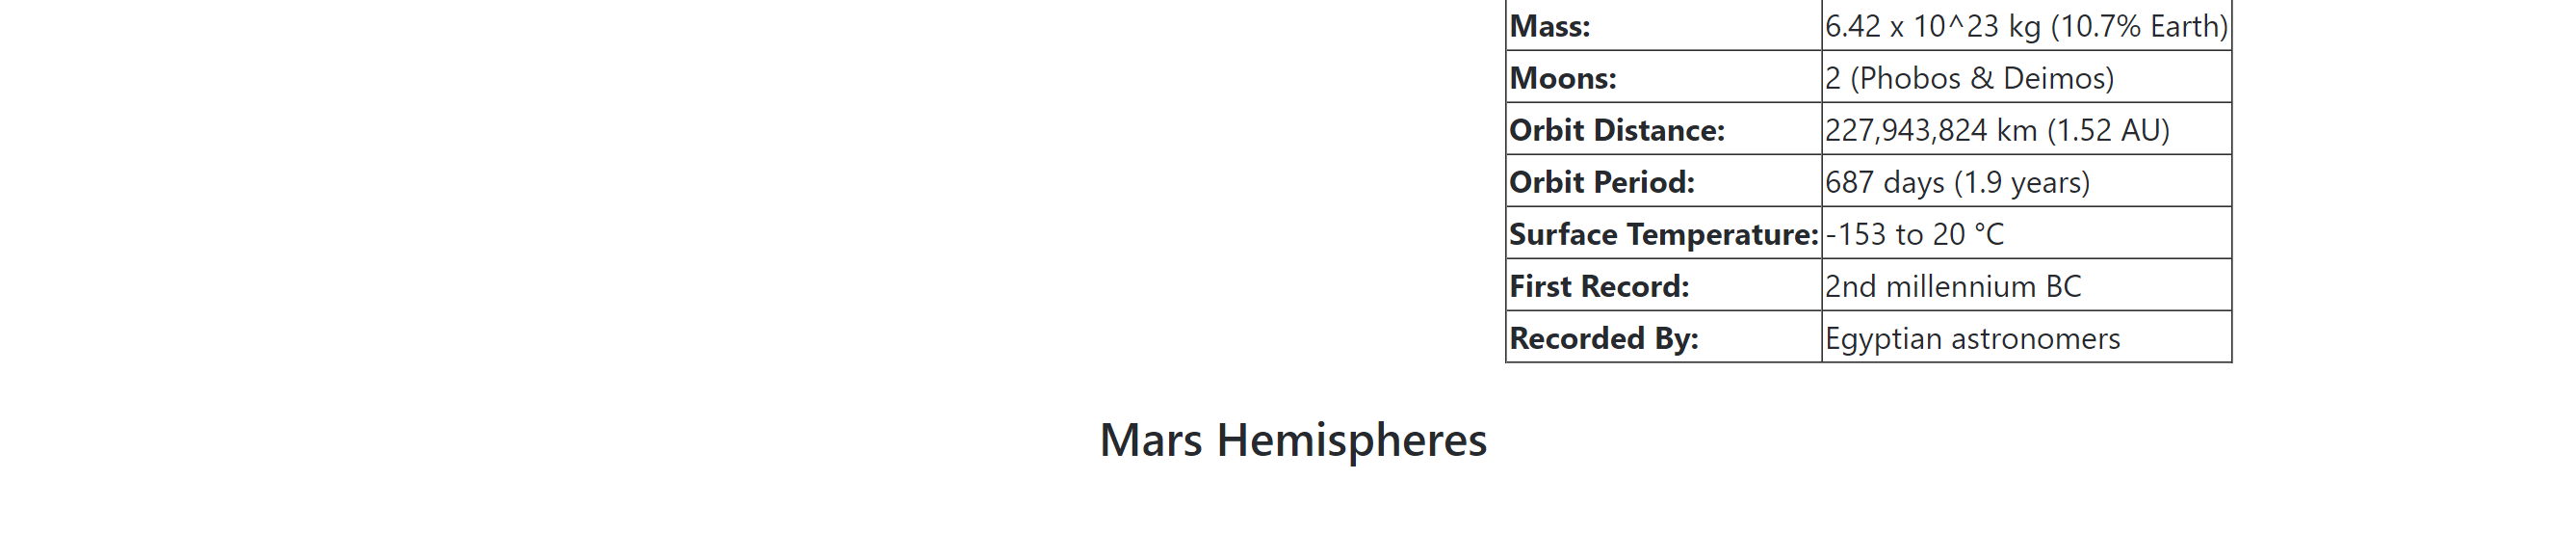 Mass: 6.42 x 10^23 kg (10.7% Earth)
Moons: 2 (Phobos & Deimos)
Orbit Distance: 227,943,824 km (1.52 AU)
Orbit Period: 687 days (1.9 years)
Surface Temperature: -153 to 20 °C
First Record: 2nd millennium BC
Recorded By: Egyptian astronomers
Mars Hemispheres